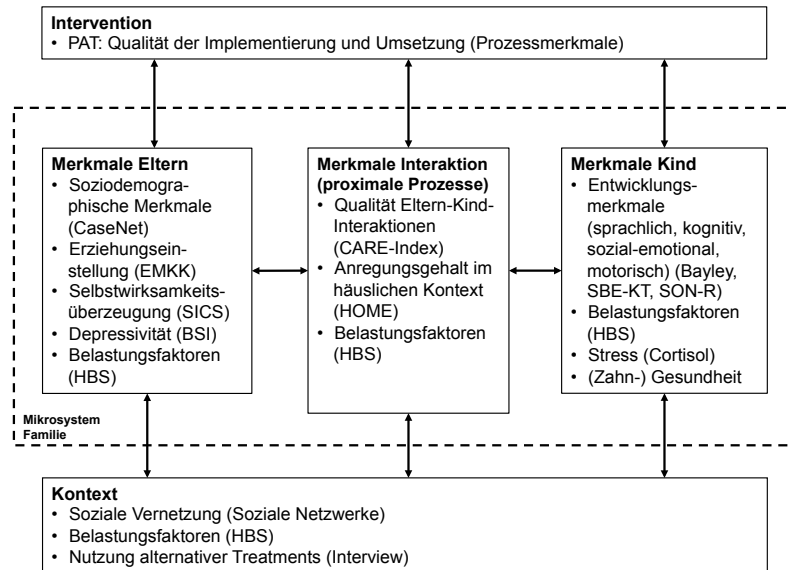 Intervention
• PAT: Qualität der Implementierung und Umsetzung (Prozessmerkmale)
Merkmale Eltern
• Soziodemogra-
phische Merkmale
(CaseNet)
• Erziehungsein-
stellung (EMKK)
• Selbstwirksamkeits-
überzeugung (SICS)
• Depressivität (BSI)
• Belastungsfaktoren
(HBS)
Merkmale Interaktion
(proximale Prozesse)
• Qualität Eltern-Kind-
Interaktionen
(CARE-Index)
• Anregungsgehalt im
häuslichen Kontext
(HOME)
• Belastungsfaktoren
(HBS)
Merkmale Kind
• Entwicklungs-
merkmale
(sprachlich, kognitiv,
sozial-emotional,
motorisch) (Bayley,
SBE-KT, SON-R)
• Belastungsfaktoren
(HBS)
• Stress (Cortisol)
• (Zahn-) Gesundheit
Mikrosystem
Familie
Kontext
• Soziale Vernetzung (Soziale Netzwerke)
• Belastungsfaktoren (HBS)
• Nutzung alternativer Treatments (Interview)